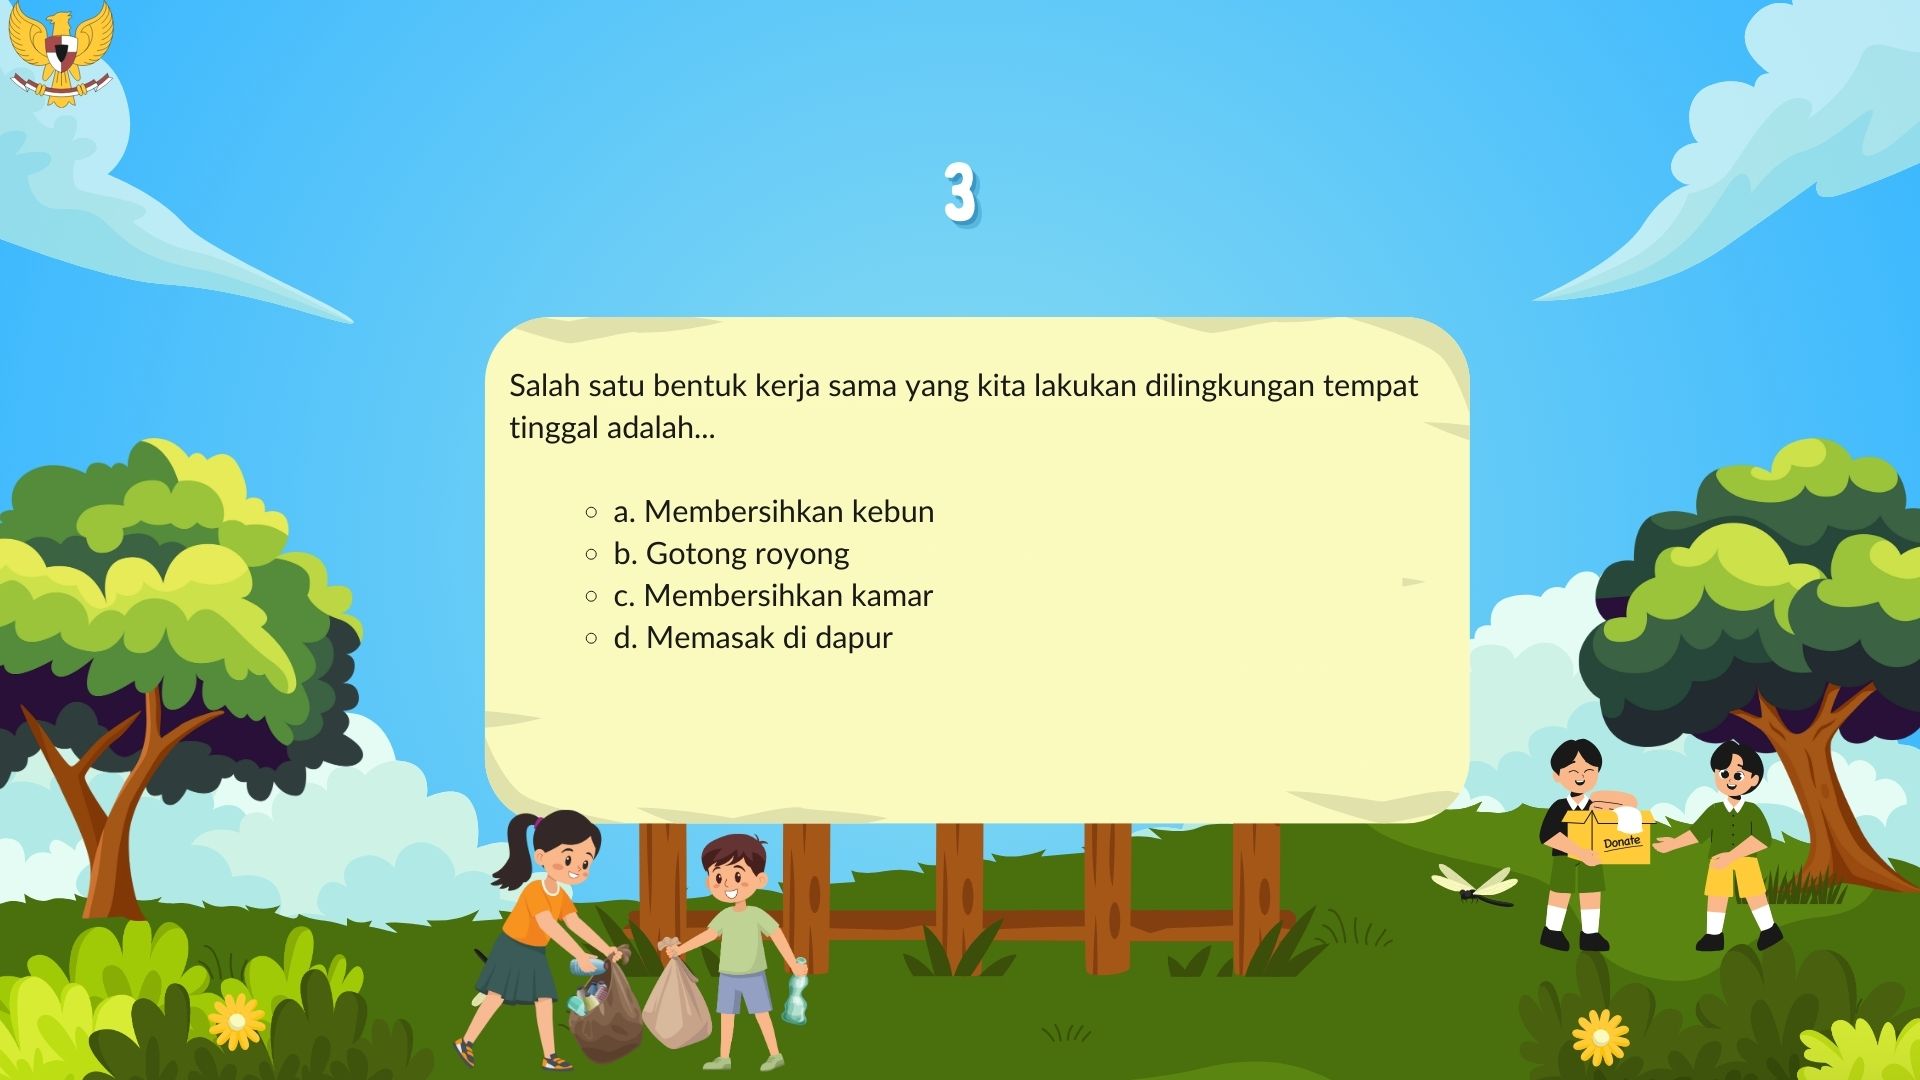 3
Salah satu bentuk kerja sama yang kita lakukan dilingkungan tempat
tinggal adalah...
a. Membersihkan kebun
b. Gotong royong
c. Membersihkan kamar
d. Memasak di dapur
Donate